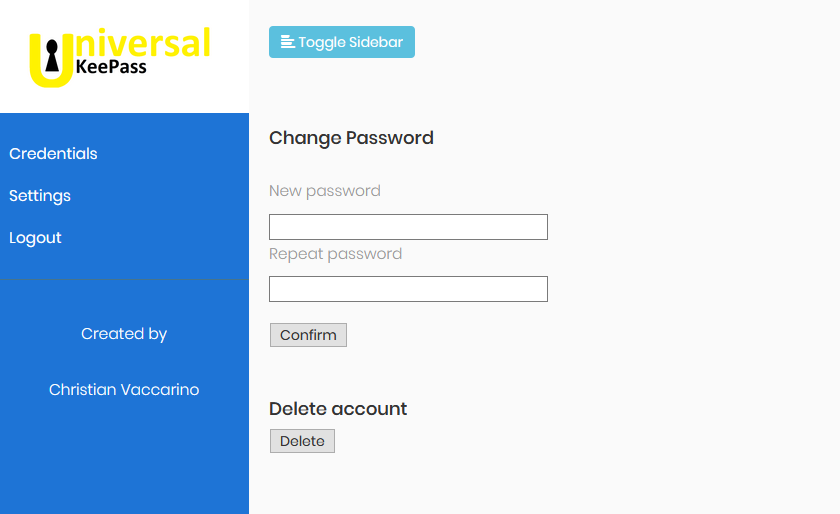 Universal
KeePass
Toggle Sidebar
Credentials
Settings
Logout
Created by
Christian Vaccarino
Change Password
New password
Repeat password
Confirm
Delete account
Delete